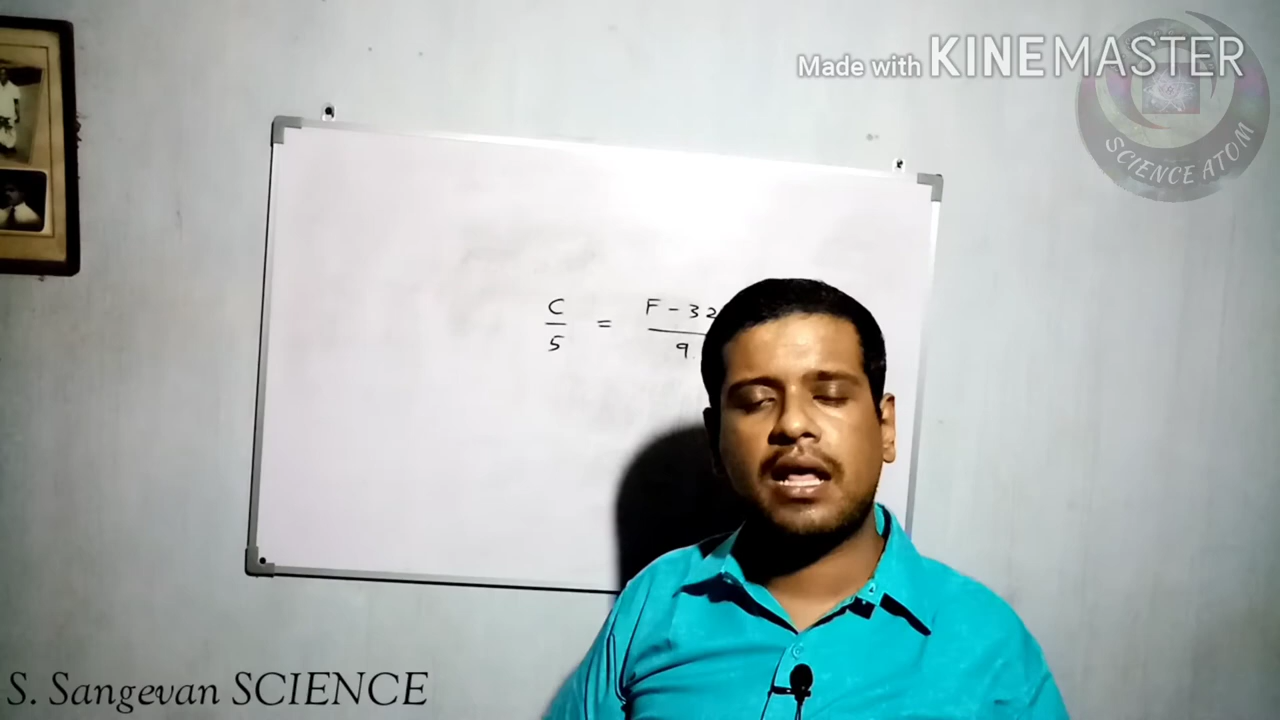 Made with KINEMASTER
SCIENCE ATOM
C/5 = F - 32/9
S. Sangevan SCIENCE